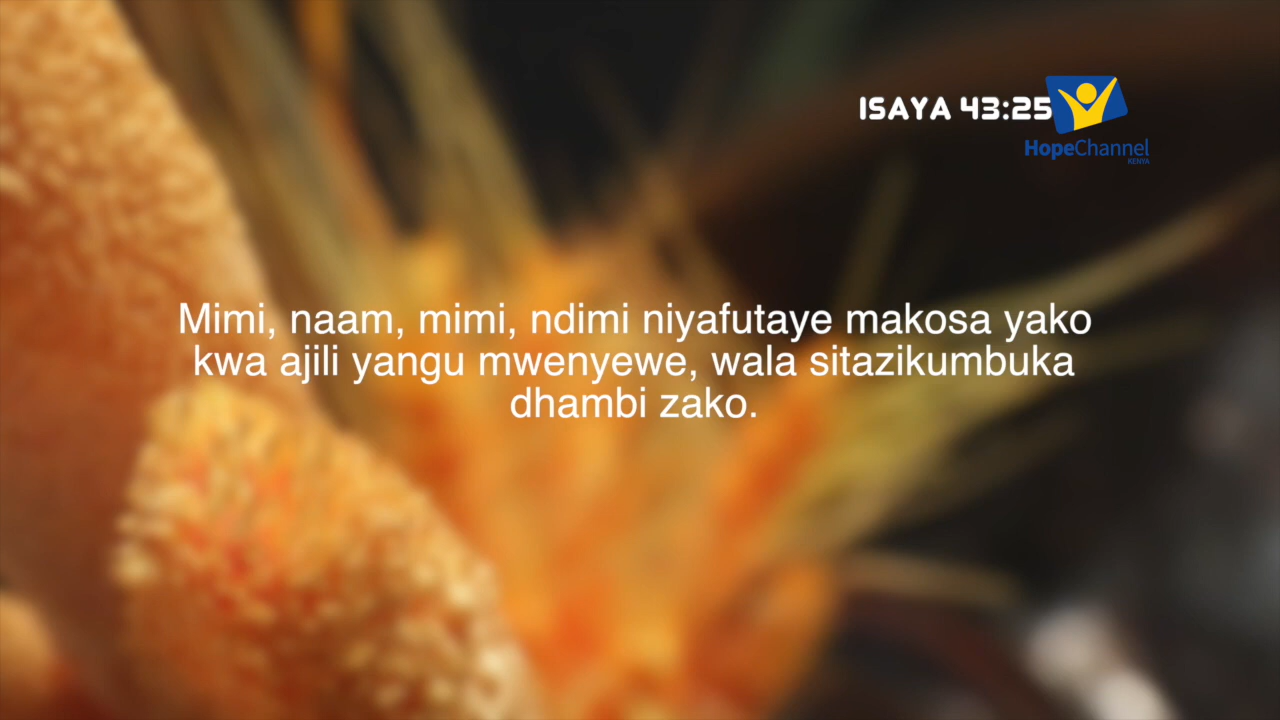 ISAYA 43:25
HopeChannel
KENYA
Mimi, naam, mimi, ndimi niyafutaye makosa yako
kwa ajili yangu mwenyewe, wala sitazikumbuka
dhambi zako.